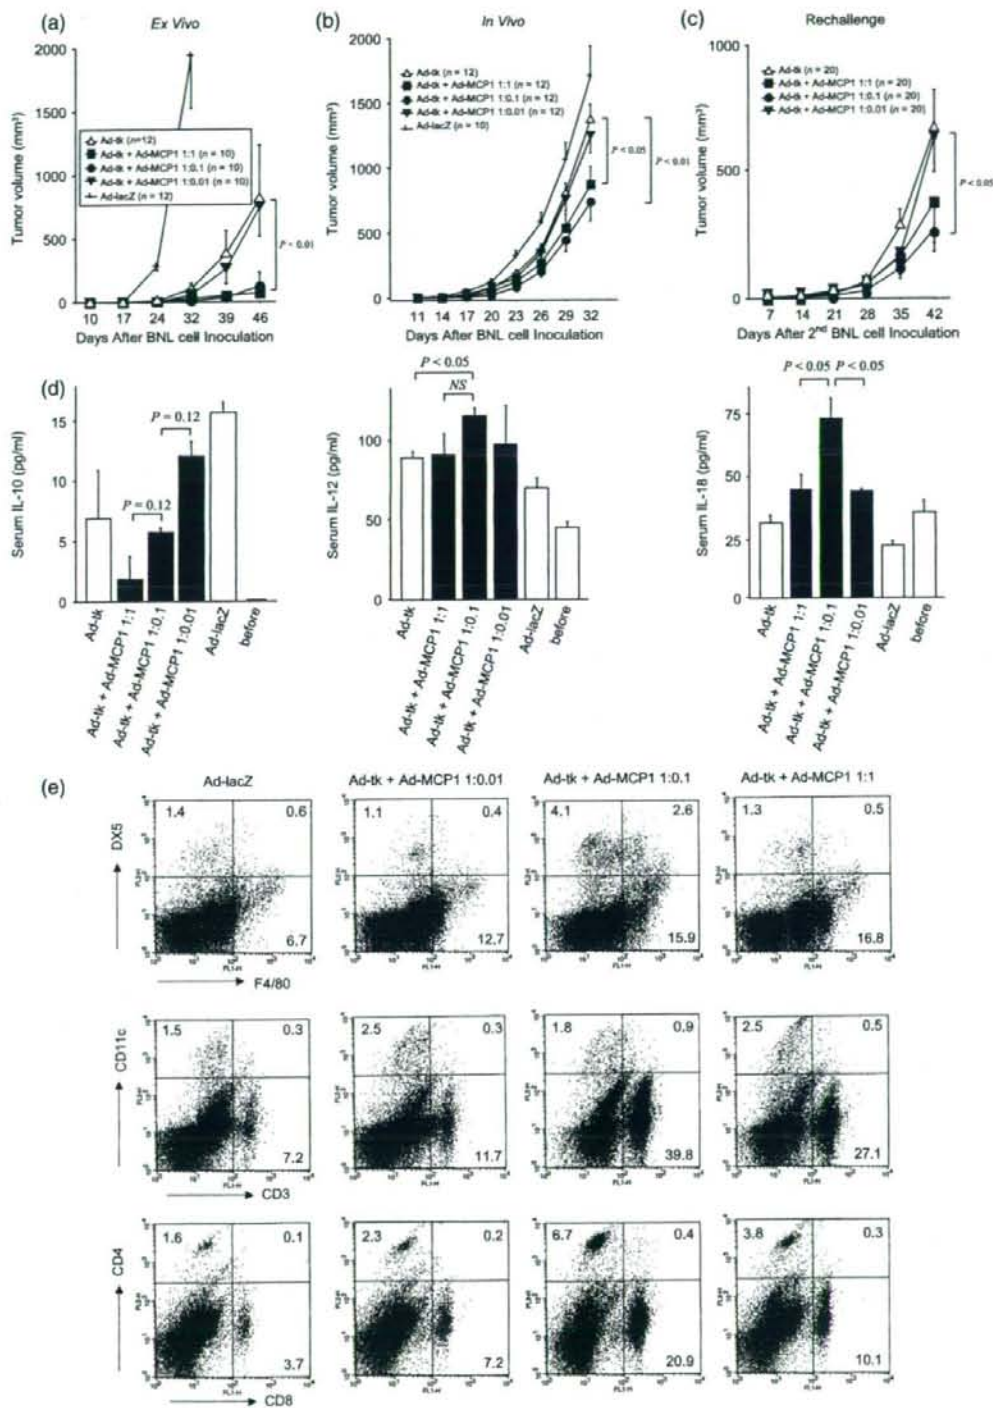 (a) Ex Vivo
Tumor volume (mm³)
2000
1500
1000
500
0
Ad-tk (n=12)
Ad-tk + Ad-MCP1 1:1 (n = 10)
Ad-tk + Ad-MCP1 1:0.1 (n = 10)
Ad-tk + Ad-MCP1 1:0.01 (n = 10)
Ad-lacZ (n = 12)
P < 0.01
10 17 24 32 39 46
Days After BNL cell Inoculation
(b) In Vivo
Tumor volume (mm³)
2000
1500
1000
500
0
Ad-tk (n = 12)
Ad-tk + Ad-MCP1 1:1 (n = 12)
Ad-tk + Ad-MCP1 1:0.1 (n = 12)
Ad-tk + Ad-MCP1 1:0.01 (n = 12)
Ad-lacZ (n = 10)
P < 0.05
P < 0.01
11 14 17 20 23 26 29 32
Days After BNL cell Inoculation
(c) Rechallenge
Tumor volume (mm³)
1000
500
0
Ad-tk (n = 20)
Ad-tk + Ad-MCP1 1:1 (n = 20)
Ad-tk + Ad-MCP1 1:0.1 (n = 20)
Ad-tk + Ad-MCP1 1:0.01 (n = 20)
P < 0.05
7 14 21 28 35 42
Days After 2nd BNL cell Inoculation
(d)
Serum IL-10 (pg/ml)
15
10
5
0
P = 0.12
P = 0.12
Ad-tk
Ad-tk + Ad-MCP1 1:1
Ad-tk + Ad-MCP1 1:0.1
Ad-tk + Ad-MCP1 1:0.01
Ad-lacZ
before
Serum IL-12 (pg/ml)
100
50
0
P < 0.05
NS
Ad-tk
Ad-tk + Ad-MCP1 1:1
Ad-tk + Ad-MCP1 1:0.1
Ad-tk + Ad-MCP1 1:0.01
Ad-lacZ
before
Serum IL-18 (pg/ml)
75
50
25
0
P < 0.05 P < 0.05
Ad-tk
Ad-tk + Ad-MCP1 1:1
Ad-tk + Ad-MCP1 1:0.1
Ad-tk + Ad-MCP1 1:0.01
Ad-lacZ
before
(e)
Ad-lacZ Ad-tk + Ad-MCP1 1:0.01 Ad-tk + Ad-MCP1 1:0.1 Ad-tk + Ad-MCP1 1:1
DX5
1.4 0.6 1.1 0.4 4.1 2.6 1.3 0.5
6.7 12.7 15.9 16.8
FL1-H FL1-H FL1-H FL1-H
F4/80
CD11c
1.5 0.3 2.5 0.3 1.8 0.9 2.5 0.5
7.2 11.7 39.8 27.1
FL1-H FL1-H FL1-H FL1-H
CD3
CD4
1.6 0.1 2.3 0.2 6.7 0.4 3.8 0.3
3.7 7.2 20.9 10.1
FL1-H FL1-H FL1-H FL1-H
CD8